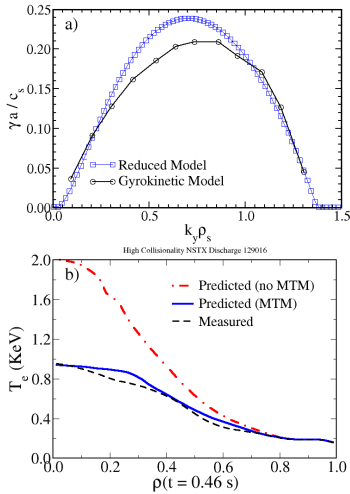 a)
γ a / c_s
0.25
0.20
0.15
0.10
0.05
0.00
Reduced Model
Gyrokinetic Model
0.0 0.5 1.0 1.5
k_yρ_s
High Collisionality NSTX Discharge 129016
b)
T_e (KeV)
2.0
1.6
1.2
0.8
0.4
0.0
Predicted (no MTM)
Predicted (MTM)
Measured
0.0 0.2 0.4 0.6 0.8 1.0
ρ(t = 0.46 s)